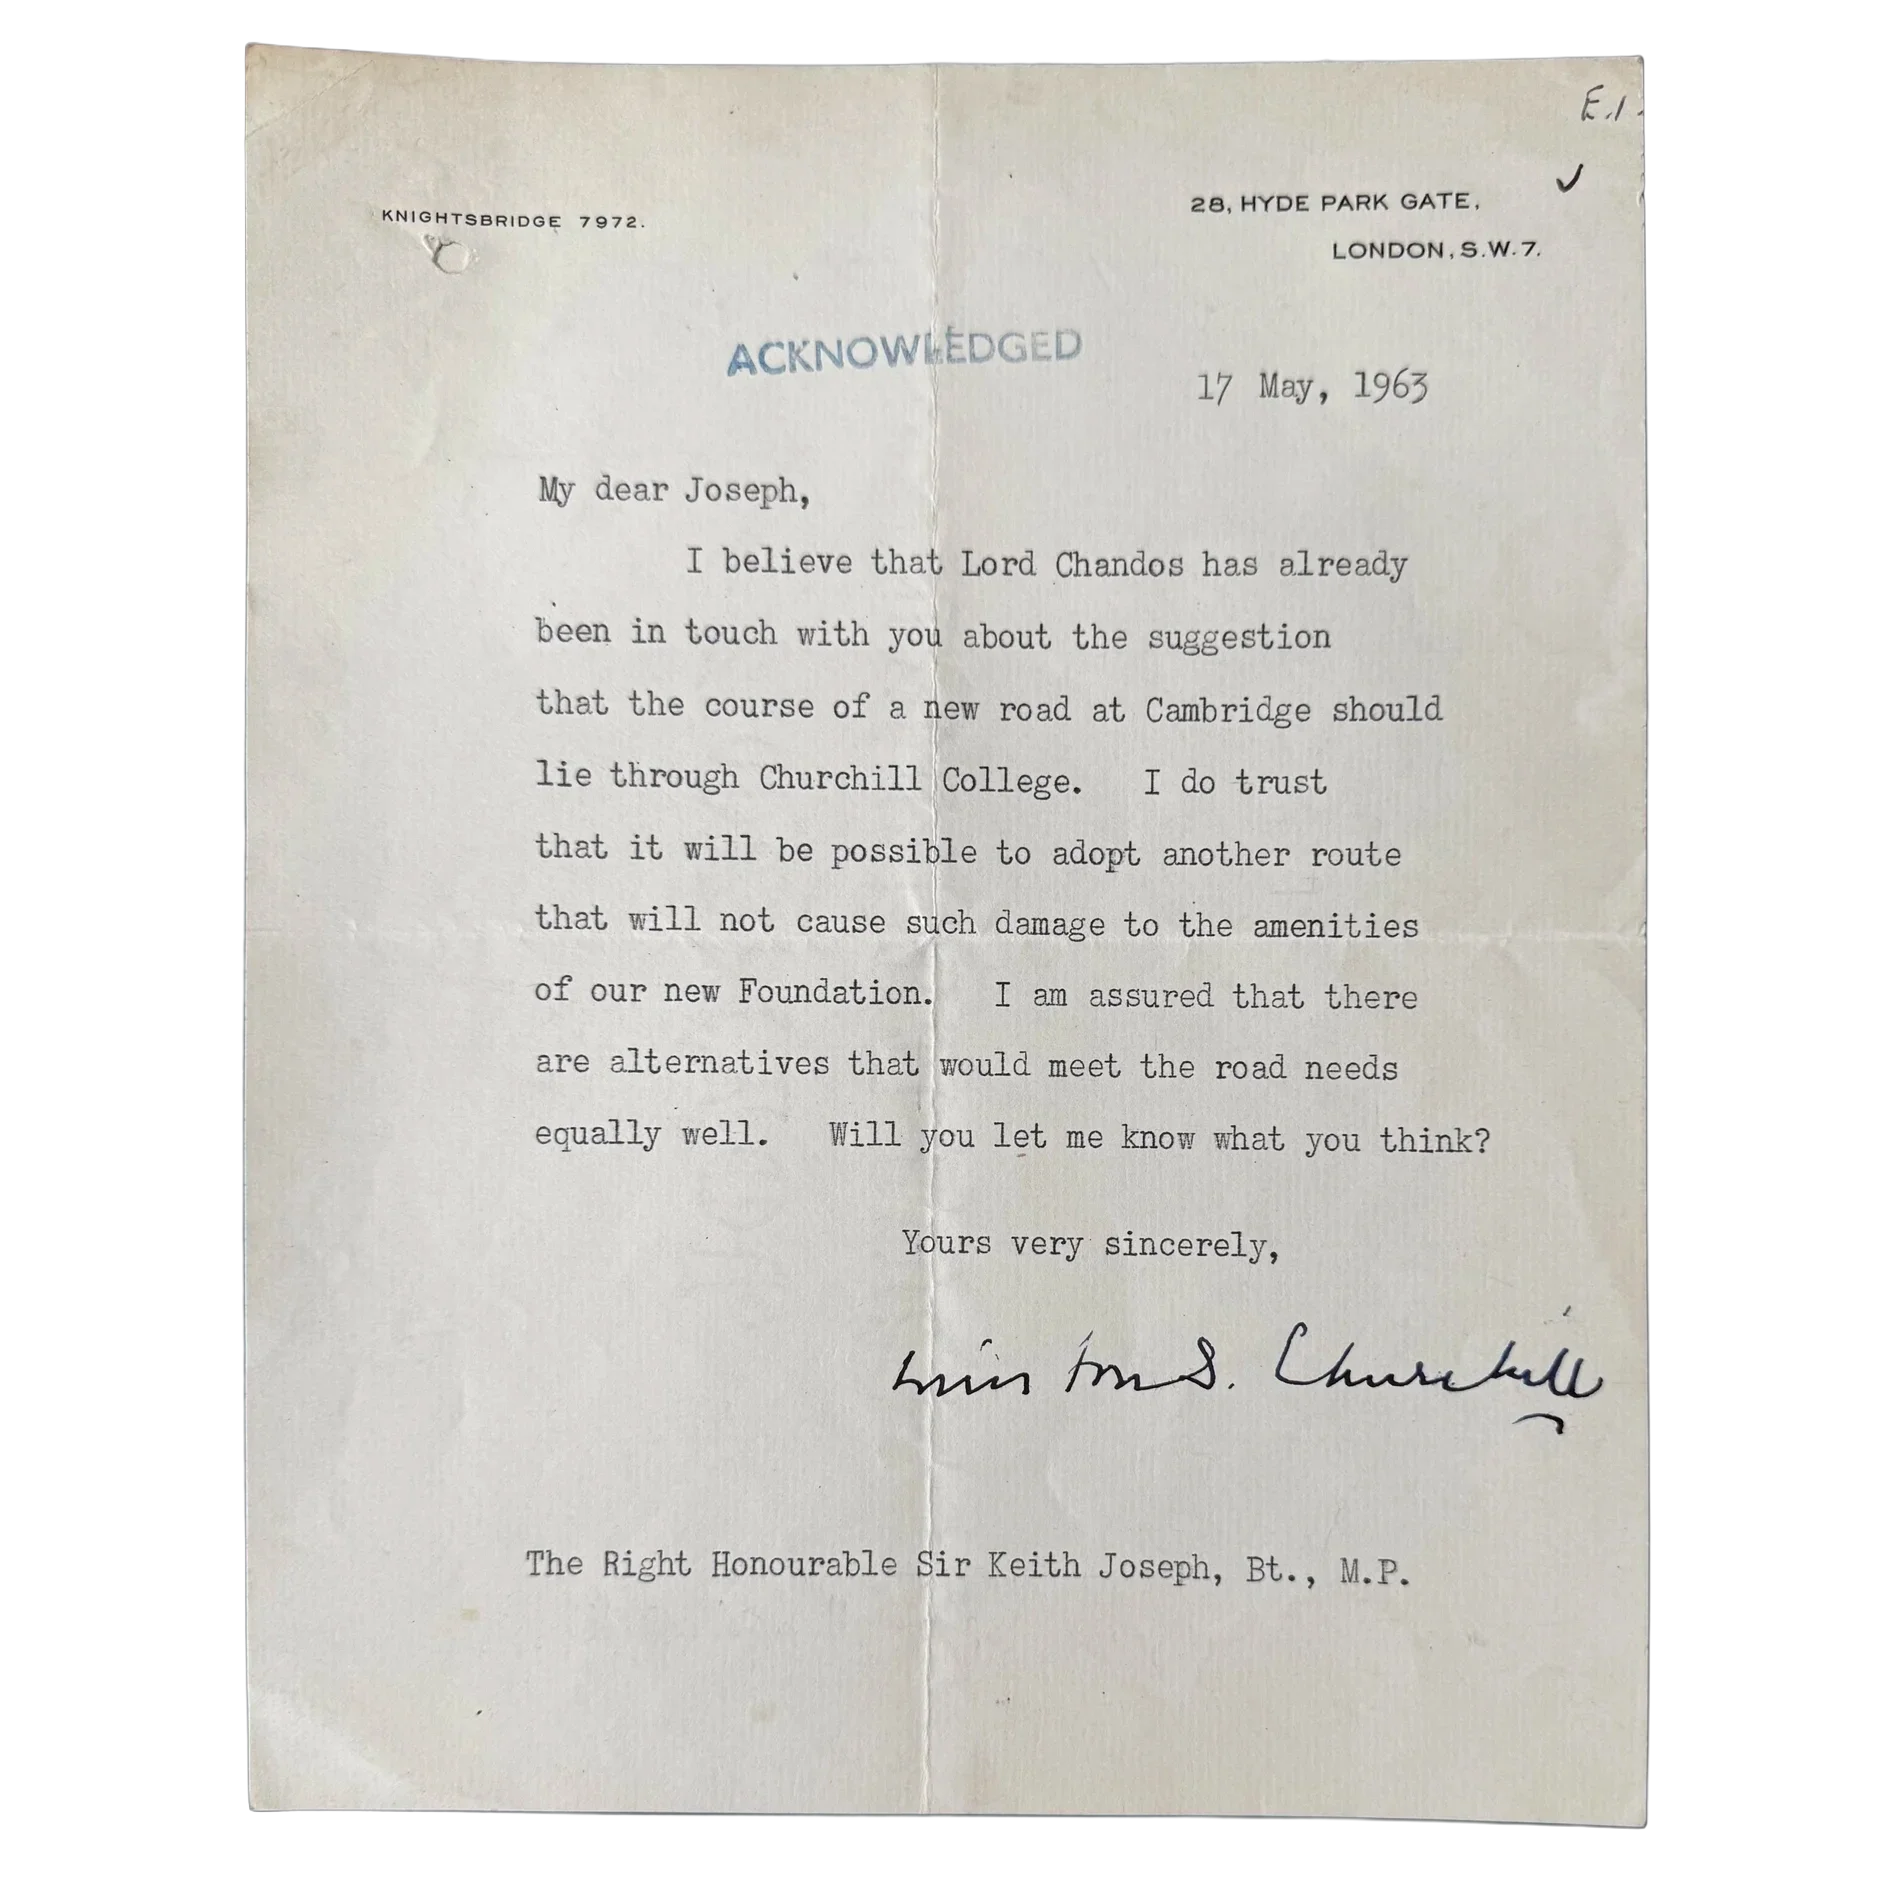 E.1.
KNIGHTSBRIDGE 7972.
28, HYDE PARK GATE,
LONDON, S.W.7.
ACKNOWLEDGED
17 May, 1963
My dear Joseph,
I believe that Lord Chandos has already
been in touch with you about the suggestion
that the course of a new road at Cambridge should
lie through Churchill College. I do trust
that it will be possible to adopt another route
that will not cause such damage to the amenities
of our new Foundation. I am assured that there
are alternatives that would meet the road needs
equally well. Will you let me know what you think?
Yours very sincerely,
Winston S. Churchill
The Right Honourable Sir Keith Joseph, Bt., M.P.